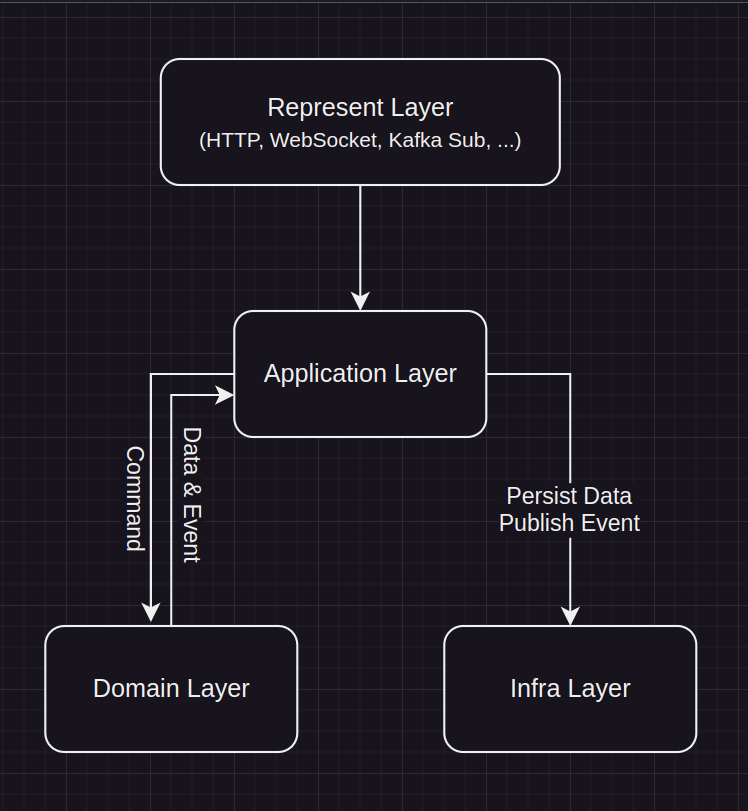 Represent Layer
(HTTP, WebSocket, Kafka Sub, ...)
Application Layer
Command
Data & Event
Persist Data
Publish Event
Domain Layer
Infra Layer